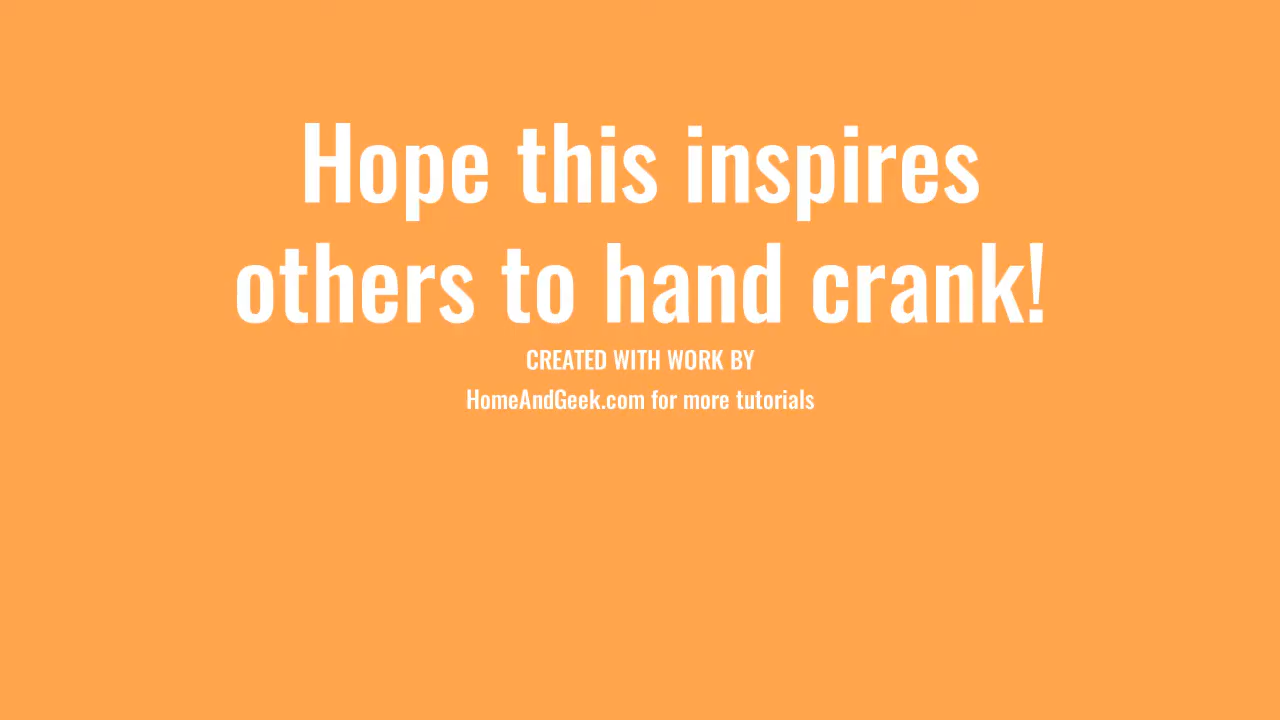 Hope this inspires
others to hand crank!
CREATED WITH WORK BY
HomeAndGeek.com for more tutorials